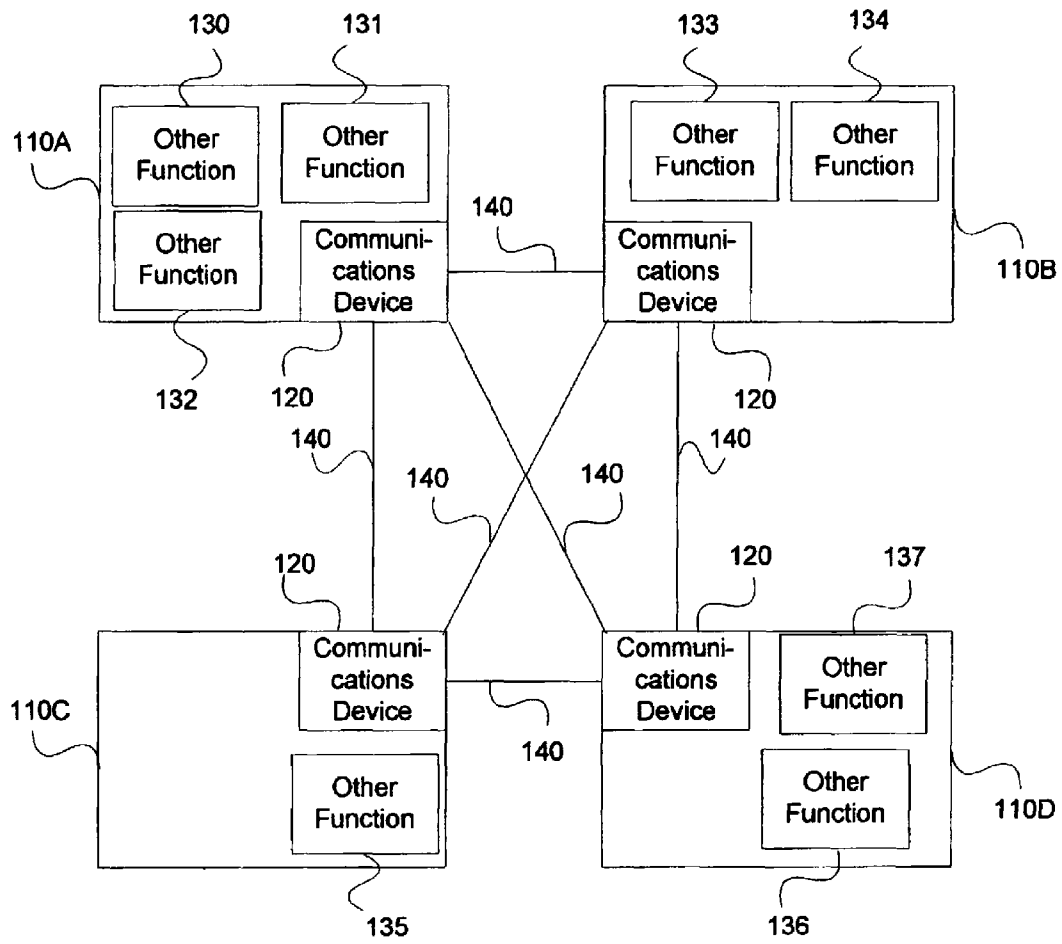 130
131
133
134
110A
Other
Function
Other
Function
Other
Function
Other
Function
Other
Function
140
Communi-
cations
Device
Communi-
cations
Device
110B
132
120
120
140
140
140
140
120
120
137
110C
Communi-
cations
Device
Communi-
cations
Device
Other
Function
140
Other
Function
Other
Function
110D
135
136